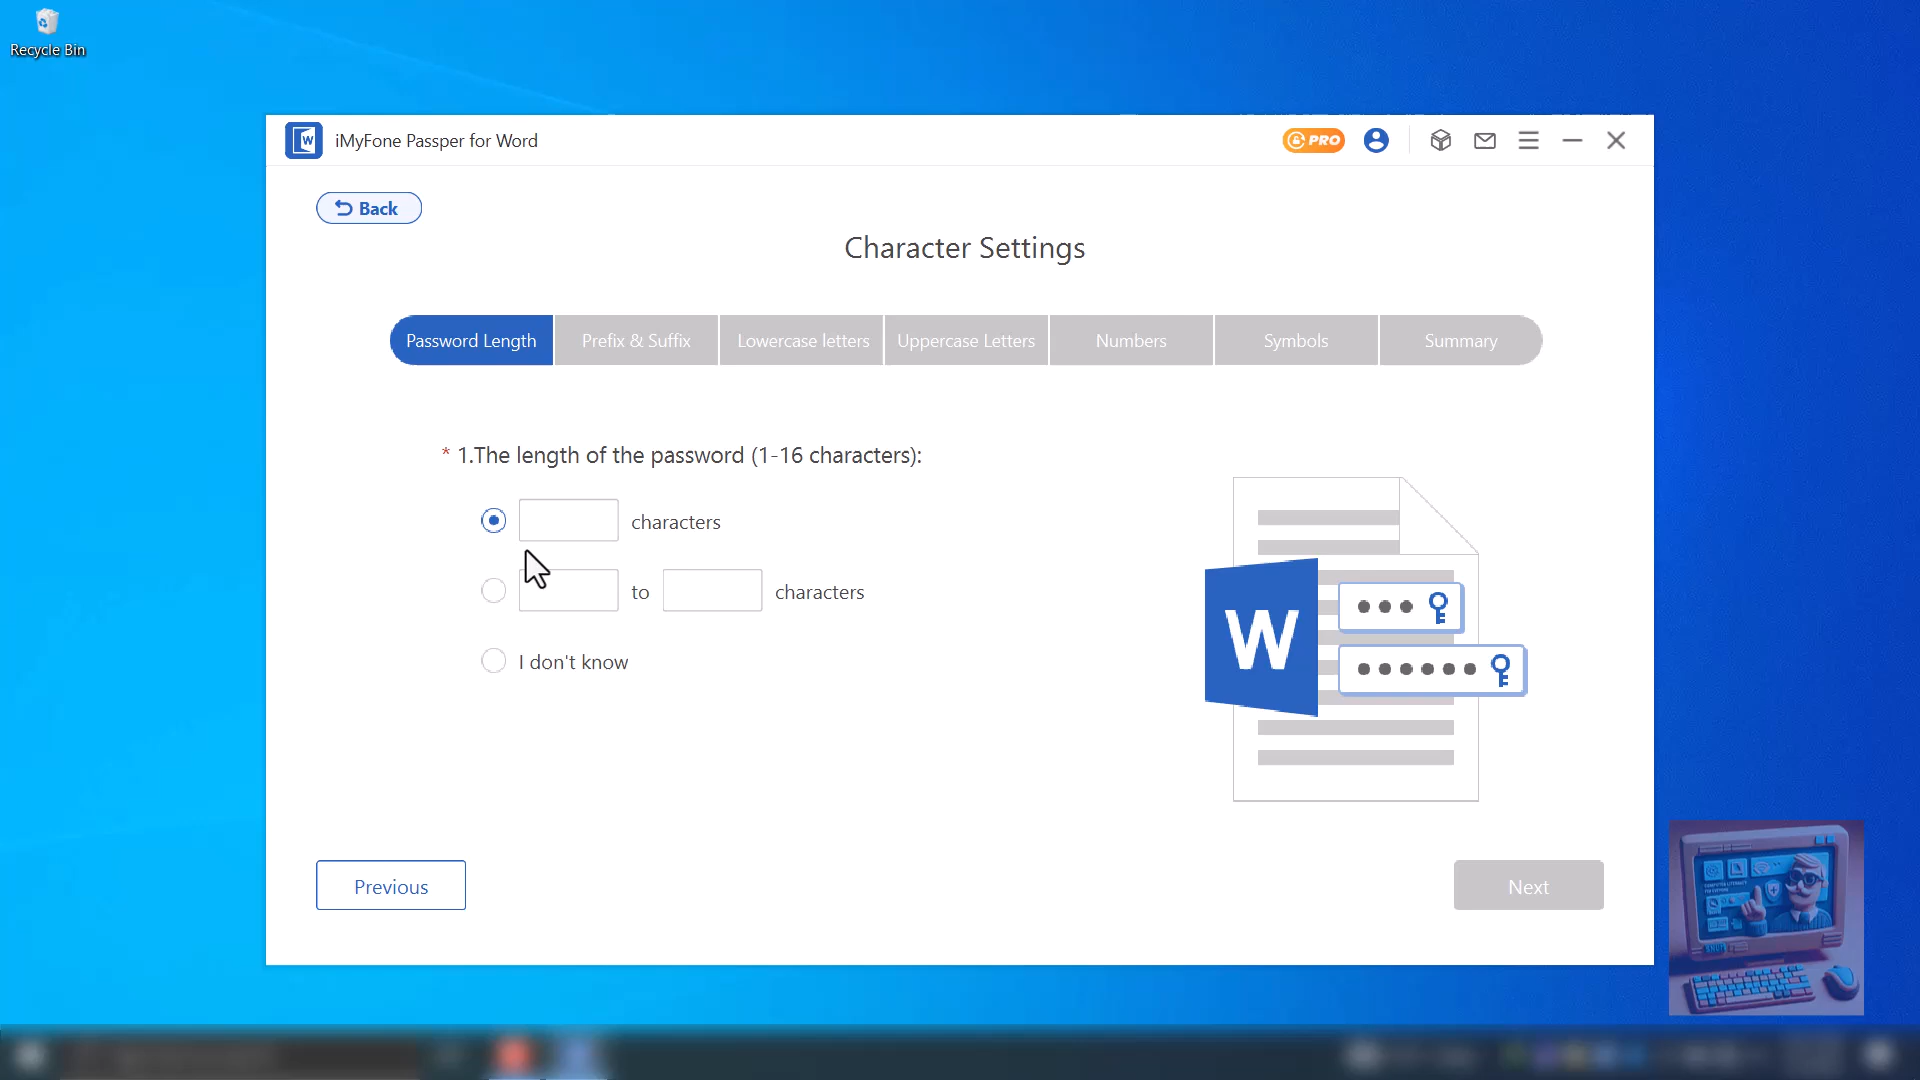 Recycle Bin
iMyFone Passper for Word
PRO
Back
Character Settings
Password Length
Prefix & Suffix
Lowercase letters
Uppercase Letters
Numbers
Symbols
Summary
* 1.The length of the password (1-16 characters):
characters
to
characters
I don't know
W
Previous
Next